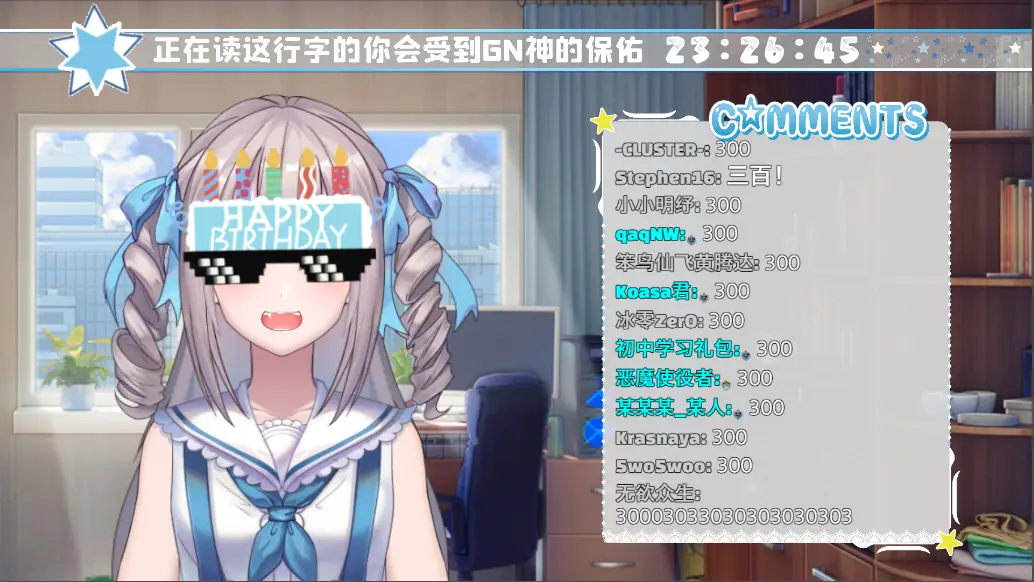 正在读这行字的你会受到GN神的保佑 23:26:45
COMMENTS
HAPPY
BIRTHDAY
-CLUSTER-: 300
Stephen16: 三百！
小小明纾: 300
qaqNW: 300
笨鸟仙飞黄腾达: 300
Koasa君: 300
冰零Zer0: 300
初中学习礼包: 300
恶魔使役者: 300
某某某_某人: 300
Krasnaya: 300
5wo5woo: 300
无欲众生:
30003033030303030303